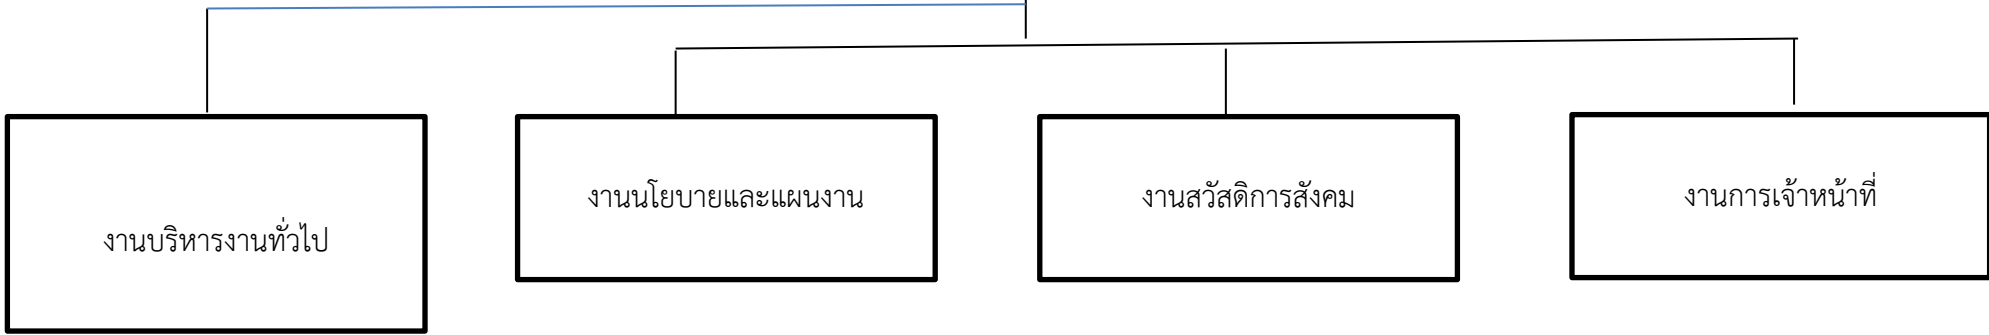 งานบริหารงานทั่วไป
งานนโยบายและแผนงาน
งานสวัสดิการสังคม
งานการเจ้าหน้าที่